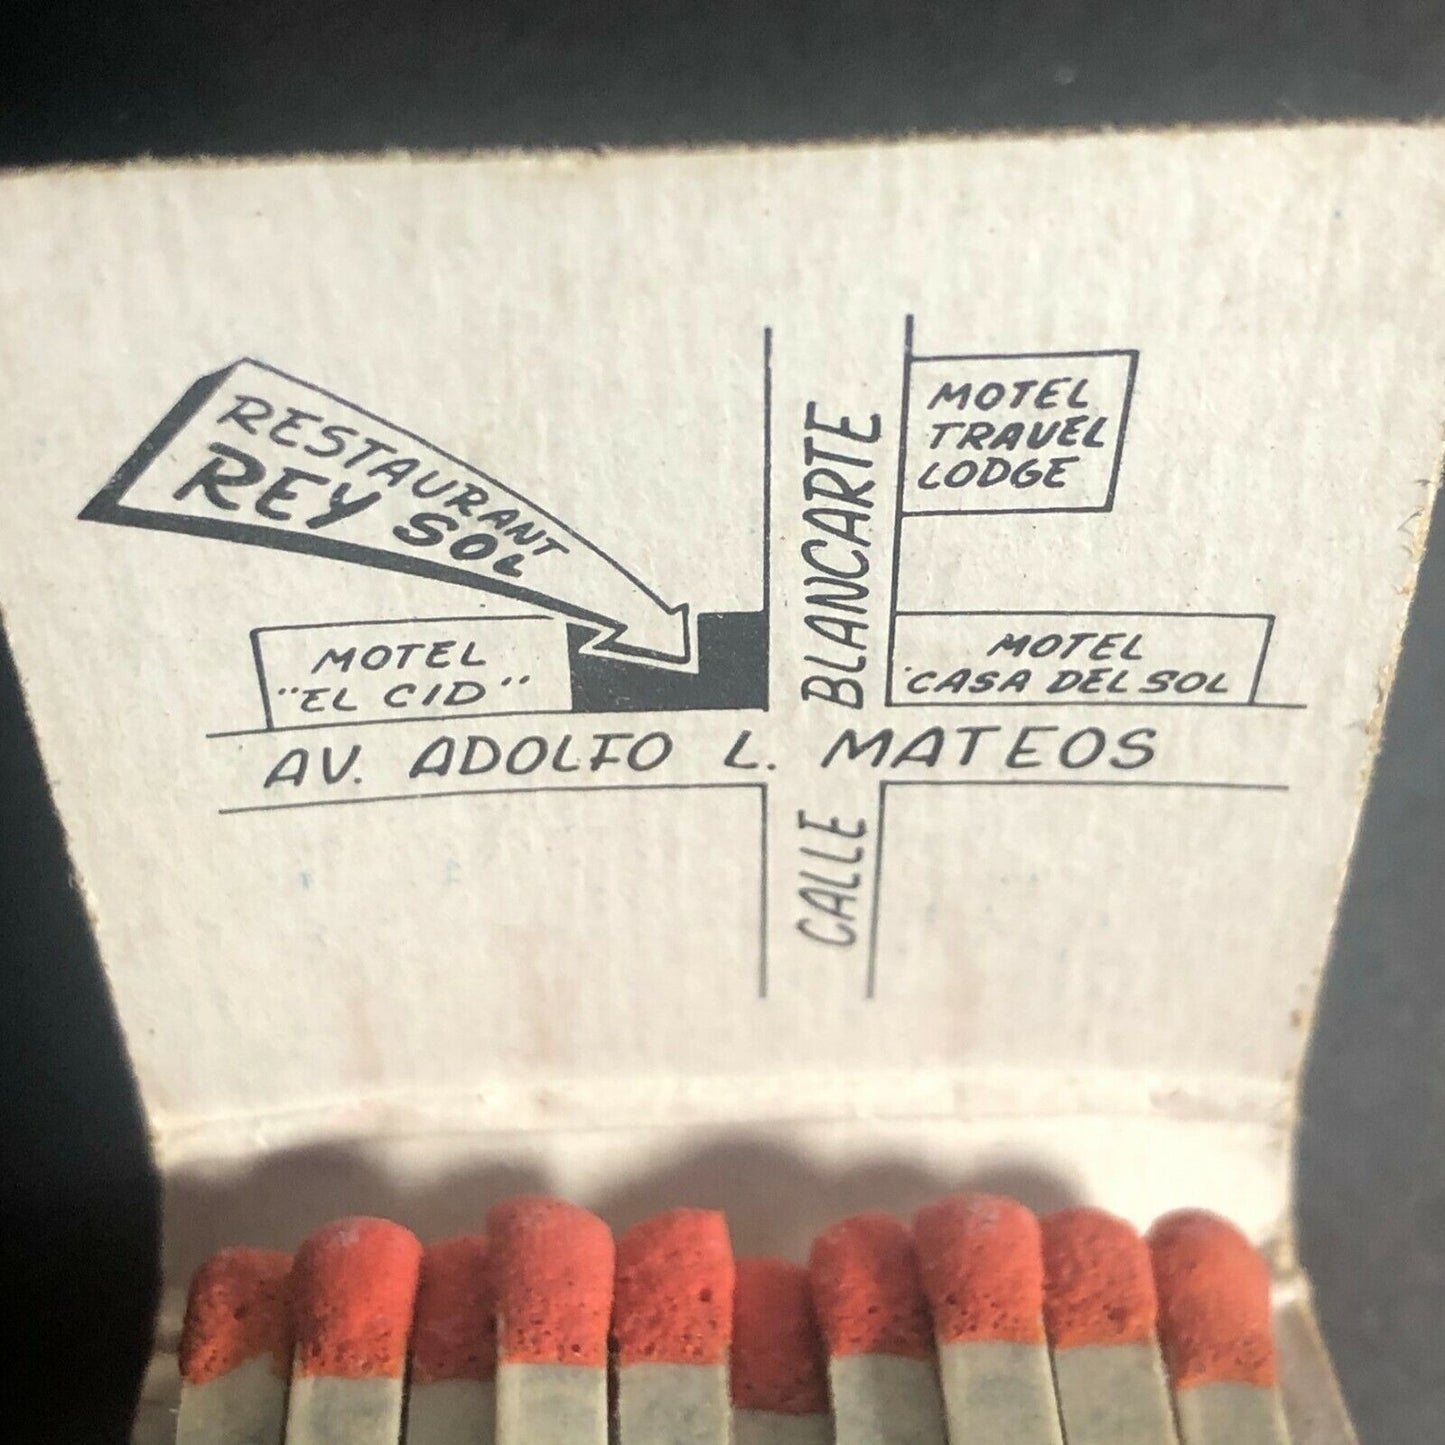 RESTAURANT
REY SOL
MOTEL
TRAVEL
LODGE
BLANCARTE
MOTEL
"EL CID"
MOTEL
"CASA DEL SOL
AV. ADOLFO L. MATEOS
CALLE